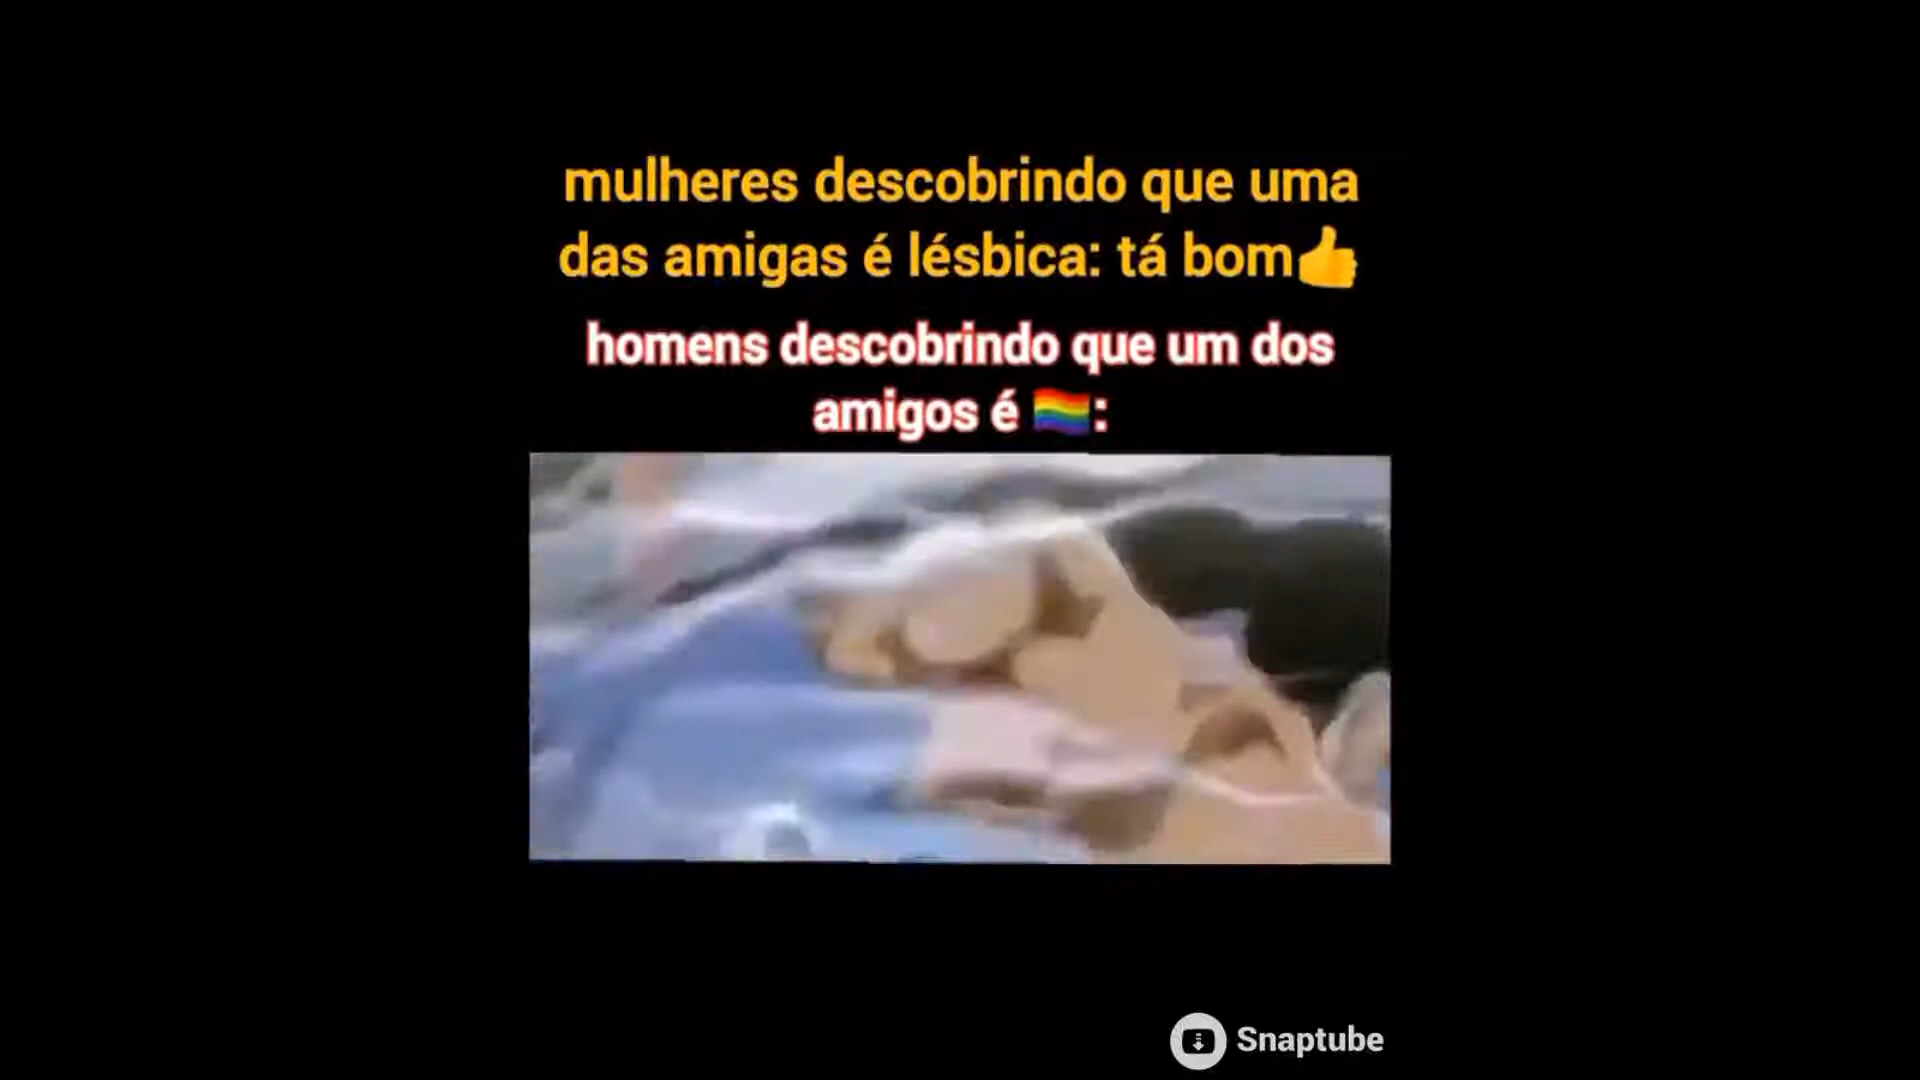 mulheres descobrindo que uma
das amigas é lésbica: tá bom👍
homens descobrindo que um dos
amigos é 🏳️‍🌈:
Snaptube